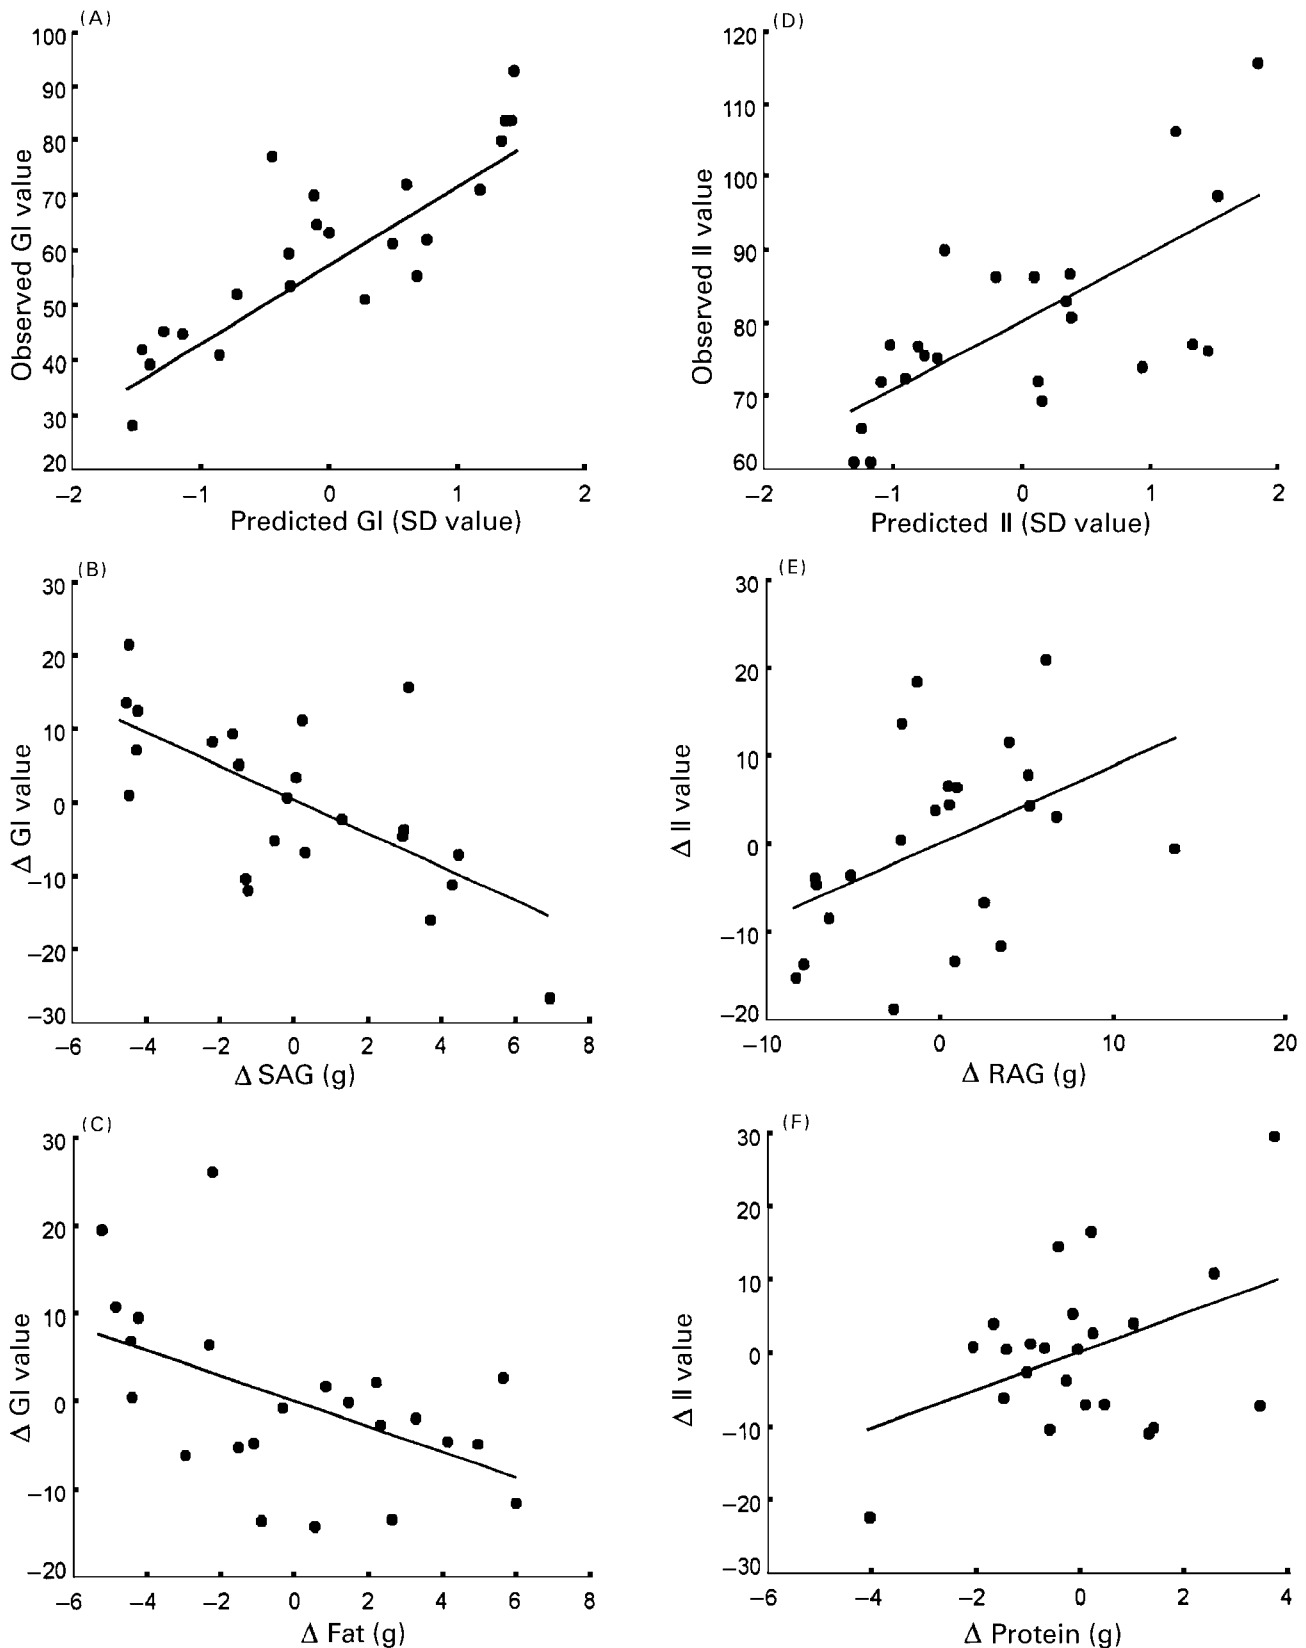 (A)
100
90
80
70
60
50
40
30
20
Observed GI value
−2 −1 0 1 2
Predicted GI (SD value)
(D)
120
110
100
90
80
70
60
Observed II value
−2 −1 0 1 2
Predicted II (SD value)
(B)
30
20
10
0
−10
−20
−30
Δ GI value
−6 −4 −2 0 2 4 6 8
Δ SAG (g)
(E)
30
20
10
0
−10
−20
Δ II value
−10 0 10 20
Δ RAG (g)
(C)
30
20
10
0
−10
−20
Δ GI value
−6 −4 −2 0 2 4 6 8
Δ Fat (g)
(F)
30
20
10
0
−10
−20
−30
Δ II value
−6 −4 −2 0 2 4
Δ Protein (g)